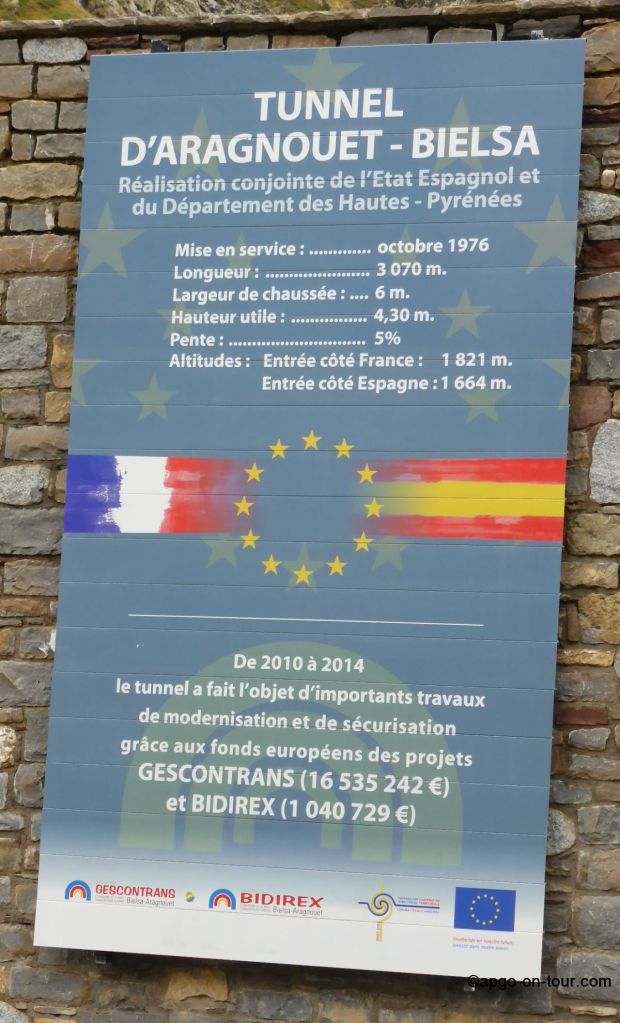 TUNNEL
D'ARAGNOUET - BIELSA
Réalisation conjointe de l'Etat Espagnol et
du Département des Hautes - Pyrénées
Mise en service : ............. octobre 1976
Longueur : ...................... 3 070 m.
Largeur de chaussée : .... 6 m.
Hauteur utile : ................ 4,30 m.
Pente : ............................. 5%
Altitudes : Entrée côté France : 1 821 m.
Entrée côté Espagne : 1 664 m.
De 2010 à 2014
le tunnel a fait l'objet d'importants travaux
de modernisation et de sécurisation
grâce aux fonds européens des projets
GESCONTRANS (16 535 242 €)
et BIDIREX (1 040 729 €)
GESCONTRANS
Bielsa-Aragnouet
BIDIREX
Bielsa-Aragnouet
©apgo-on-tour.com